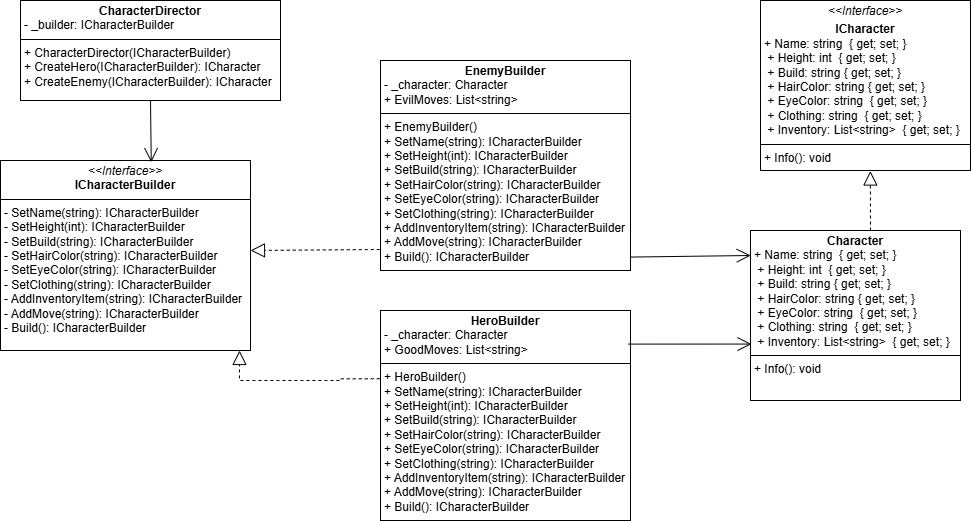 CharacterDirector
- _builder: ICharacterBuilder
+ CharacterDirector(ICharacterBuilder)
+ CreateHero(ICharacterBuilder): ICharacter
+ CreateEnemy(ICharacterBuilder): ICharacter
<<Interface>>
ICharacterBuilder
- SetName(string): ICharacterBuilder
- SetHeight(int): ICharacterBuilder
- SetBuild(string): ICharacterBuilder
- SetHairColor(string): ICharacterBuilder
- SetEyeColor(string): ICharacterBuilder
- SetClothing(string): ICharacterBuilder
- AddInventoryItem(string): ICharacterBuilder
- AddMove(string): ICharacterBuilder
- Build(): ICharacterBuilder
EnemyBuilder
- _character: Character
+ EvilMoves: List<string>
+ EnemyBuilder()
+ SetName(string): ICharacterBuilder
+ SetHeight(int): ICharacterBuilder
+ SetBuild(string): ICharacterBuilder
+ SetHairColor(string): ICharacterBuilder
+ SetEyeColor(string): ICharacterBuilder
+ SetClothing(string): ICharacterBuilder
+ AddInventoryItem(string): ICharacterBuilder
+ AddMove(string): ICharacterBuilder
+ Build(): ICharacterBuilder
HeroBuilder
- _character: Character
+ GoodMoves: List<string>
+ HeroBuilder()
+ SetName(string): ICharacterBuilder
+ SetHeight(int): ICharacterBuilder
+ SetBuild(string): ICharacterBuilder
+ SetHairColor(string): ICharacterBuilder
+ SetEyeColor(string): ICharacterBuilder
+ SetClothing(string): ICharacterBuilder
+ AddInventoryItem(string): ICharacterBuilder
+ AddMove(string): ICharacterBuilder
+ Build(): ICharacterBuilder
<<Interface>>
ICharacter
+ Name: string { get; set; }
+ Height: int { get; set; }
+ Build: string { get; set; }
+ HairColor: string { get; set; }
+ EyeColor: string { get; set; }
+ Clothing: string { get; set; }
+ Inventory: List<string> { get; set; }
+ Info(): void
Character
+ Name: string { get; set; }
+ Height: int { get; set; }
+ Build: string { get; set; }
+ HairColor: string { get; set; }
+ EyeColor: string { get; set; }
+ Clothing: string { get; set; }
+ Inventory: List<string> { get; set; }
+ Info(): void